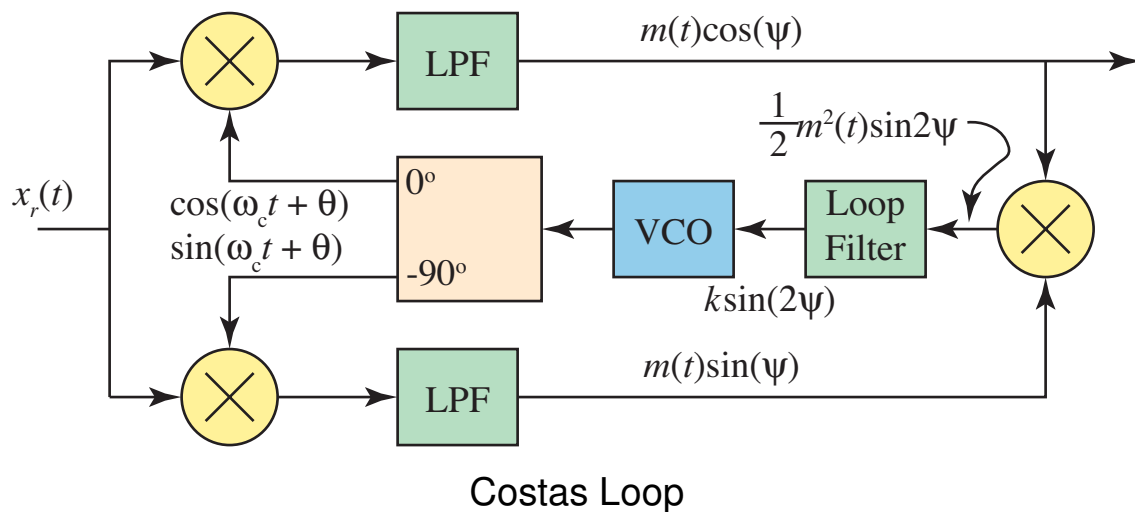 m(t)cos(ψ)
LPF
1/2 m²(t)sin2ψ
x_r(t)
0°
cos(ω_c t + θ)
sin(ω_c t + θ)
-90°
VCO
Loop
Filter
k sin(2ψ)
m(t)sin(ψ)
LPF
Costas Loop